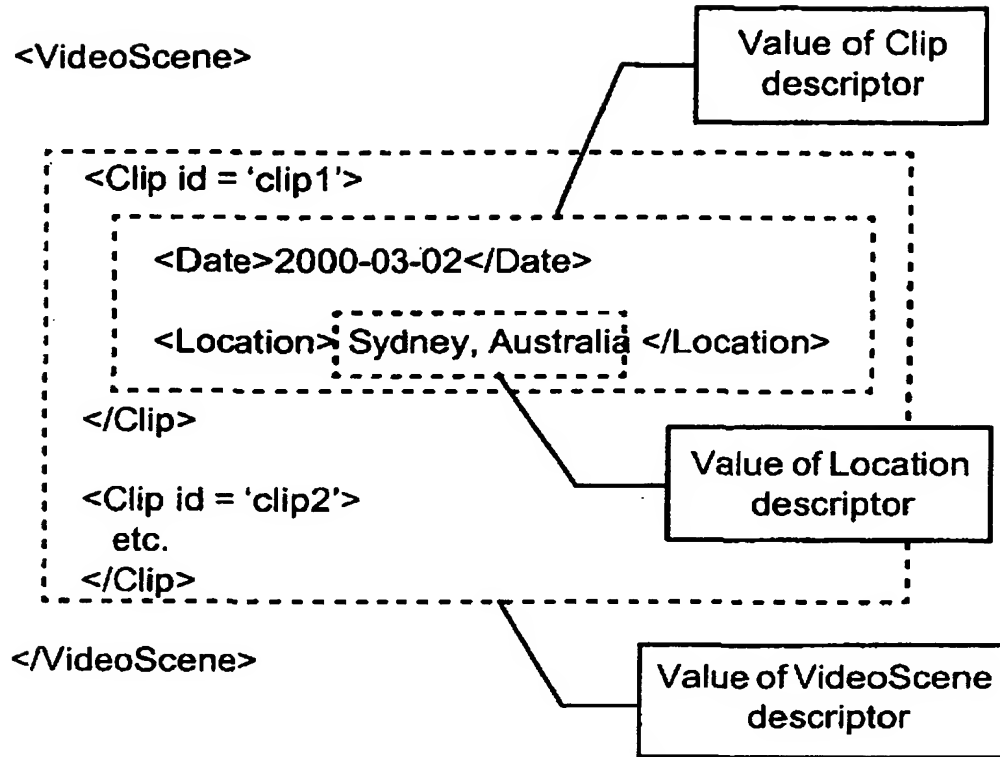 <VideoScene>
Value of Clip
descriptor
<Clip id = 'clip1'>
<Date>2000-03-02</Date>
<Location> Sydney, Australia </Location>
</Clip>
Value of Location
descriptor
<Clip id = 'clip2'>
etc.
</Clip>
</VideoScene>
Value of VideoScene
descriptor